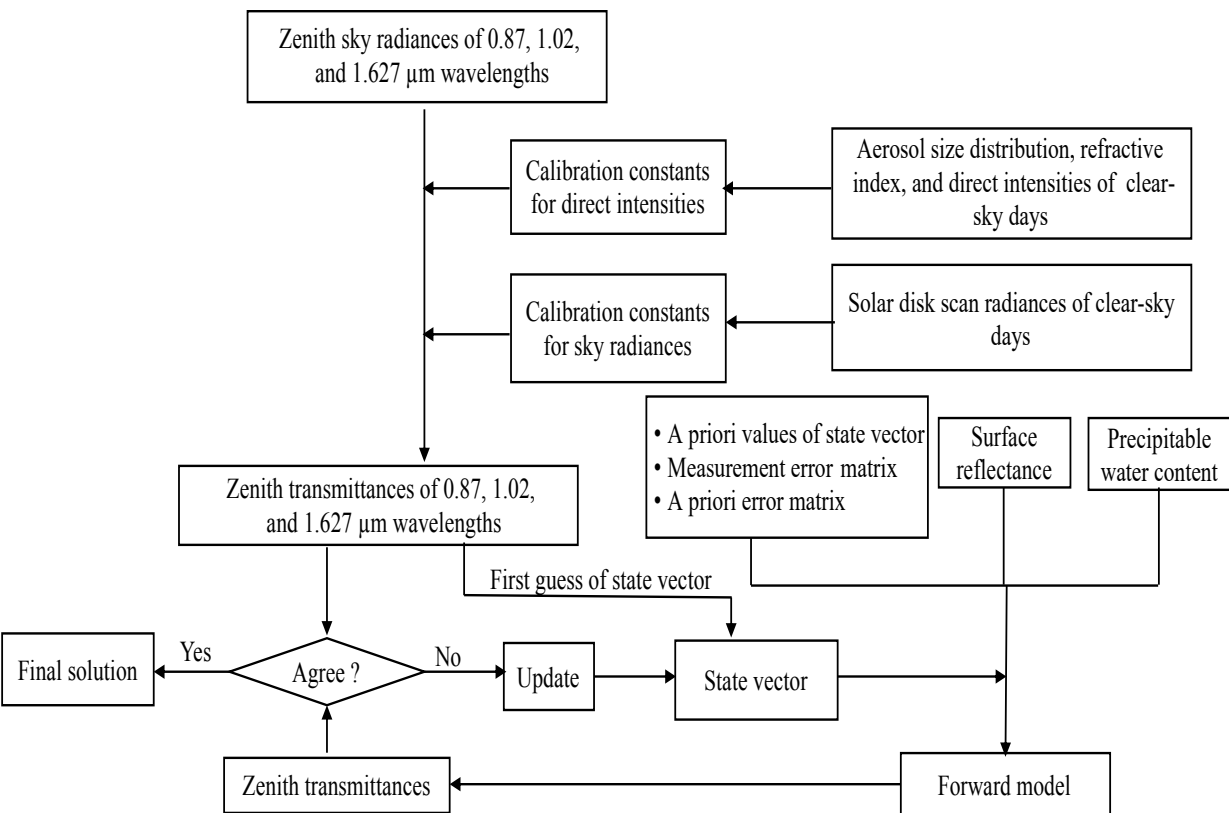 Zenith sky radiances of 0.87, 1.02,
and 1.627 µm wavelengths
Calibration constants
for direct intensities
Aerosol size distribution, refractive
index, and direct intensities of clear-
sky days
Calibration constants
for sky radiances
Solar disk scan radiances of clear-sky
days
• A priori values of state vector
• Measurement error matrix
• A priori error matrix
Surface
reflectance
Precipitable
water content
Zenith transmittances of 0.87, 1.02,
and 1.627 µm wavelengths
First guess of state vector
Final solution
Yes
Agree ?
No
Update
State vector
Zenith transmittances
Forward model